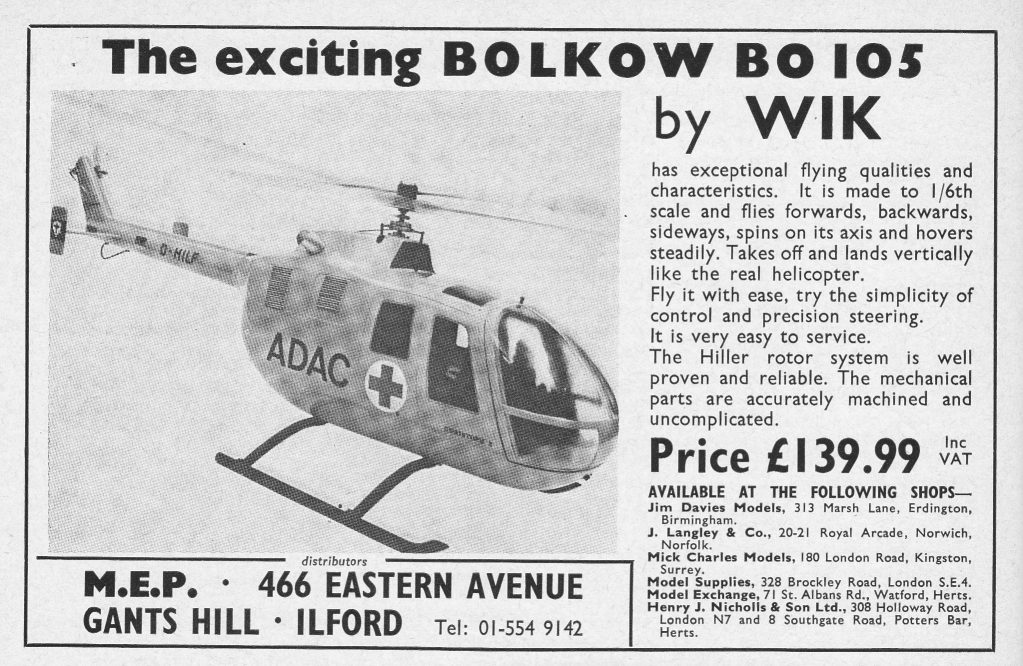 The exciting BOLKOW BO 105
by WIK
has exceptional flying qualities and
characteristics. It is made to 1/6th
scale and flies forwards, backwards,
sideways, spins on its axis and hovers
steadily. Takes off and lands vertically
like the real helicopter.
Fly it with ease, try the simplicity of
control and precision steering.
It is very easy to service.
The Hiller rotor system is well
proven and reliable. The mechanical
parts are accurately machined and
uncomplicated.
Price £139.99 Inc
VAT
AVAILABLE AT THE FOLLOWING SHOPS—
Jim Davies Models, 313 Marsh Lane, Erdington,
Birmingham.
J. Langley & Co., 20-21 Royal Arcade, Norwich,
Norfolk.
Mick Charles Models, 180 London Road, Kingston,
Surrey.
Model Supplies, 328 Brockley Road, London S.E.4.
Model Exchange, 71 St. Albans Rd., Watford, Herts.
Henry J. Nicholls & Son Ltd., 308 Holloway Road,
London N7 and 8 Southgate Road, Potters Bar,
Herts.
D-HILF
ADAC
distributors
M.E.P. · 466 EASTERN AVENUE
GANTS HILL · ILFORD Tel: 01-554 9142